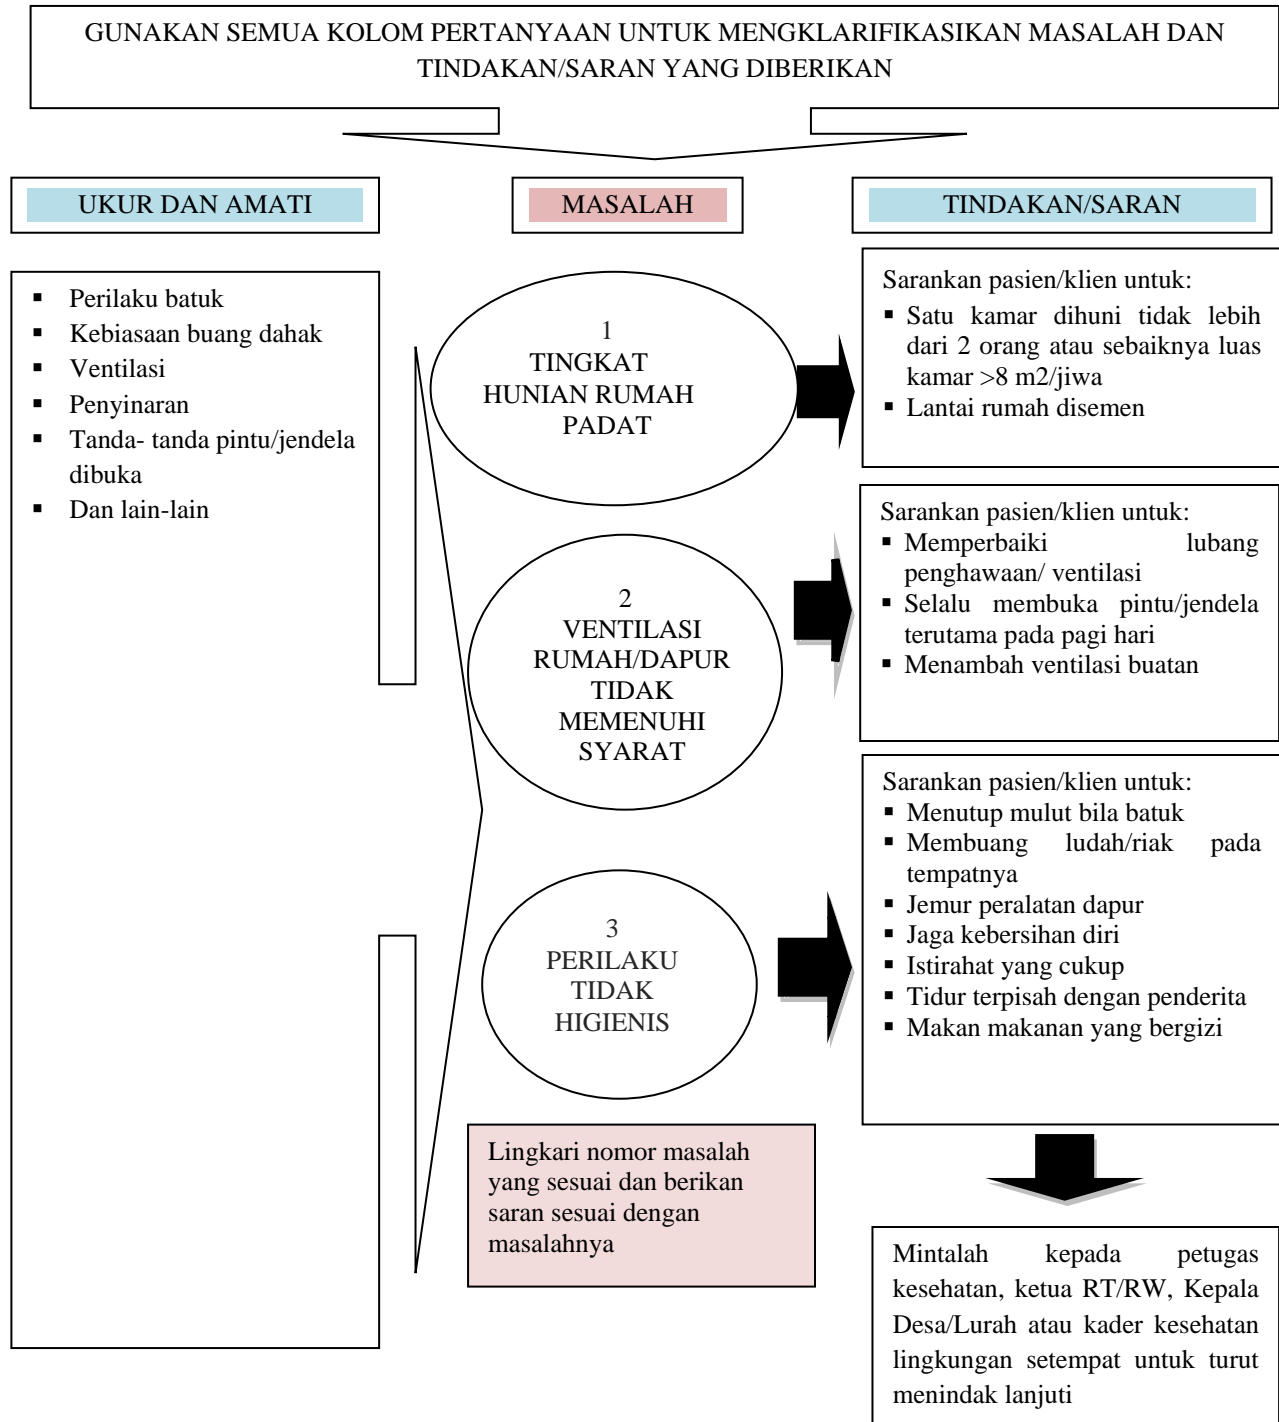 GUNAKAN SEMUA KOLOM PERTANYAAN UNTUK MENGKLARIFIKASIKAN MASALAH DAN
TINDAKAN/SARAN YANG DIBERIKAN
UKUR DAN AMATI
MASALAH
TINDAKAN/SARAN
▪ Perilaku batuk
▪ Kebiasaan buang dahak
▪ Ventilasi
▪ Penyinaran
▪ Tanda- tanda pintu/jendela
dibuka
▪ Dan lain-lain
1
TINGKAT
HUNIAN RUMAH
PADAT
Sarankan pasien/klien untuk:
▪ Satu kamar dihuni tidak lebih
dari 2 orang atau sebaiknya luas
kamar >8 m2/jiwa
▪ Lantai rumah disemen
2
VENTILASI
RUMAH/DAPUR
TIDAK
MEMENUHI
SYARAT
Sarankan pasien/klien untuk:
▪ Memperbaiki lubang
penghawaan/ ventilasi
▪ Selalu membuka pintu/jendela
terutama pada pagi hari
▪ Menambah ventilasi buatan
3
PERILAKU
TIDAK
HIGIENIS
Sarankan pasien/klien untuk:
▪ Menutup mulut bila batuk
▪ Membuang ludah/riak pada
tempatnya
▪ Jemur peralatan dapur
▪ Jaga kebersihan diri
▪ Istirahat yang cukup
▪ Tidur terpisah dengan penderita
▪ Makan makanan yang bergizi
Lingkari nomor masalah
yang sesuai dan berikan
saran sesuai dengan
masalahnya
Mintalah kepada petugas
kesehatan, ketua RT/RW, Kepala
Desa/Lurah atau kader kesehatan
lingkungan setempat untuk turut
menindak lanjuti